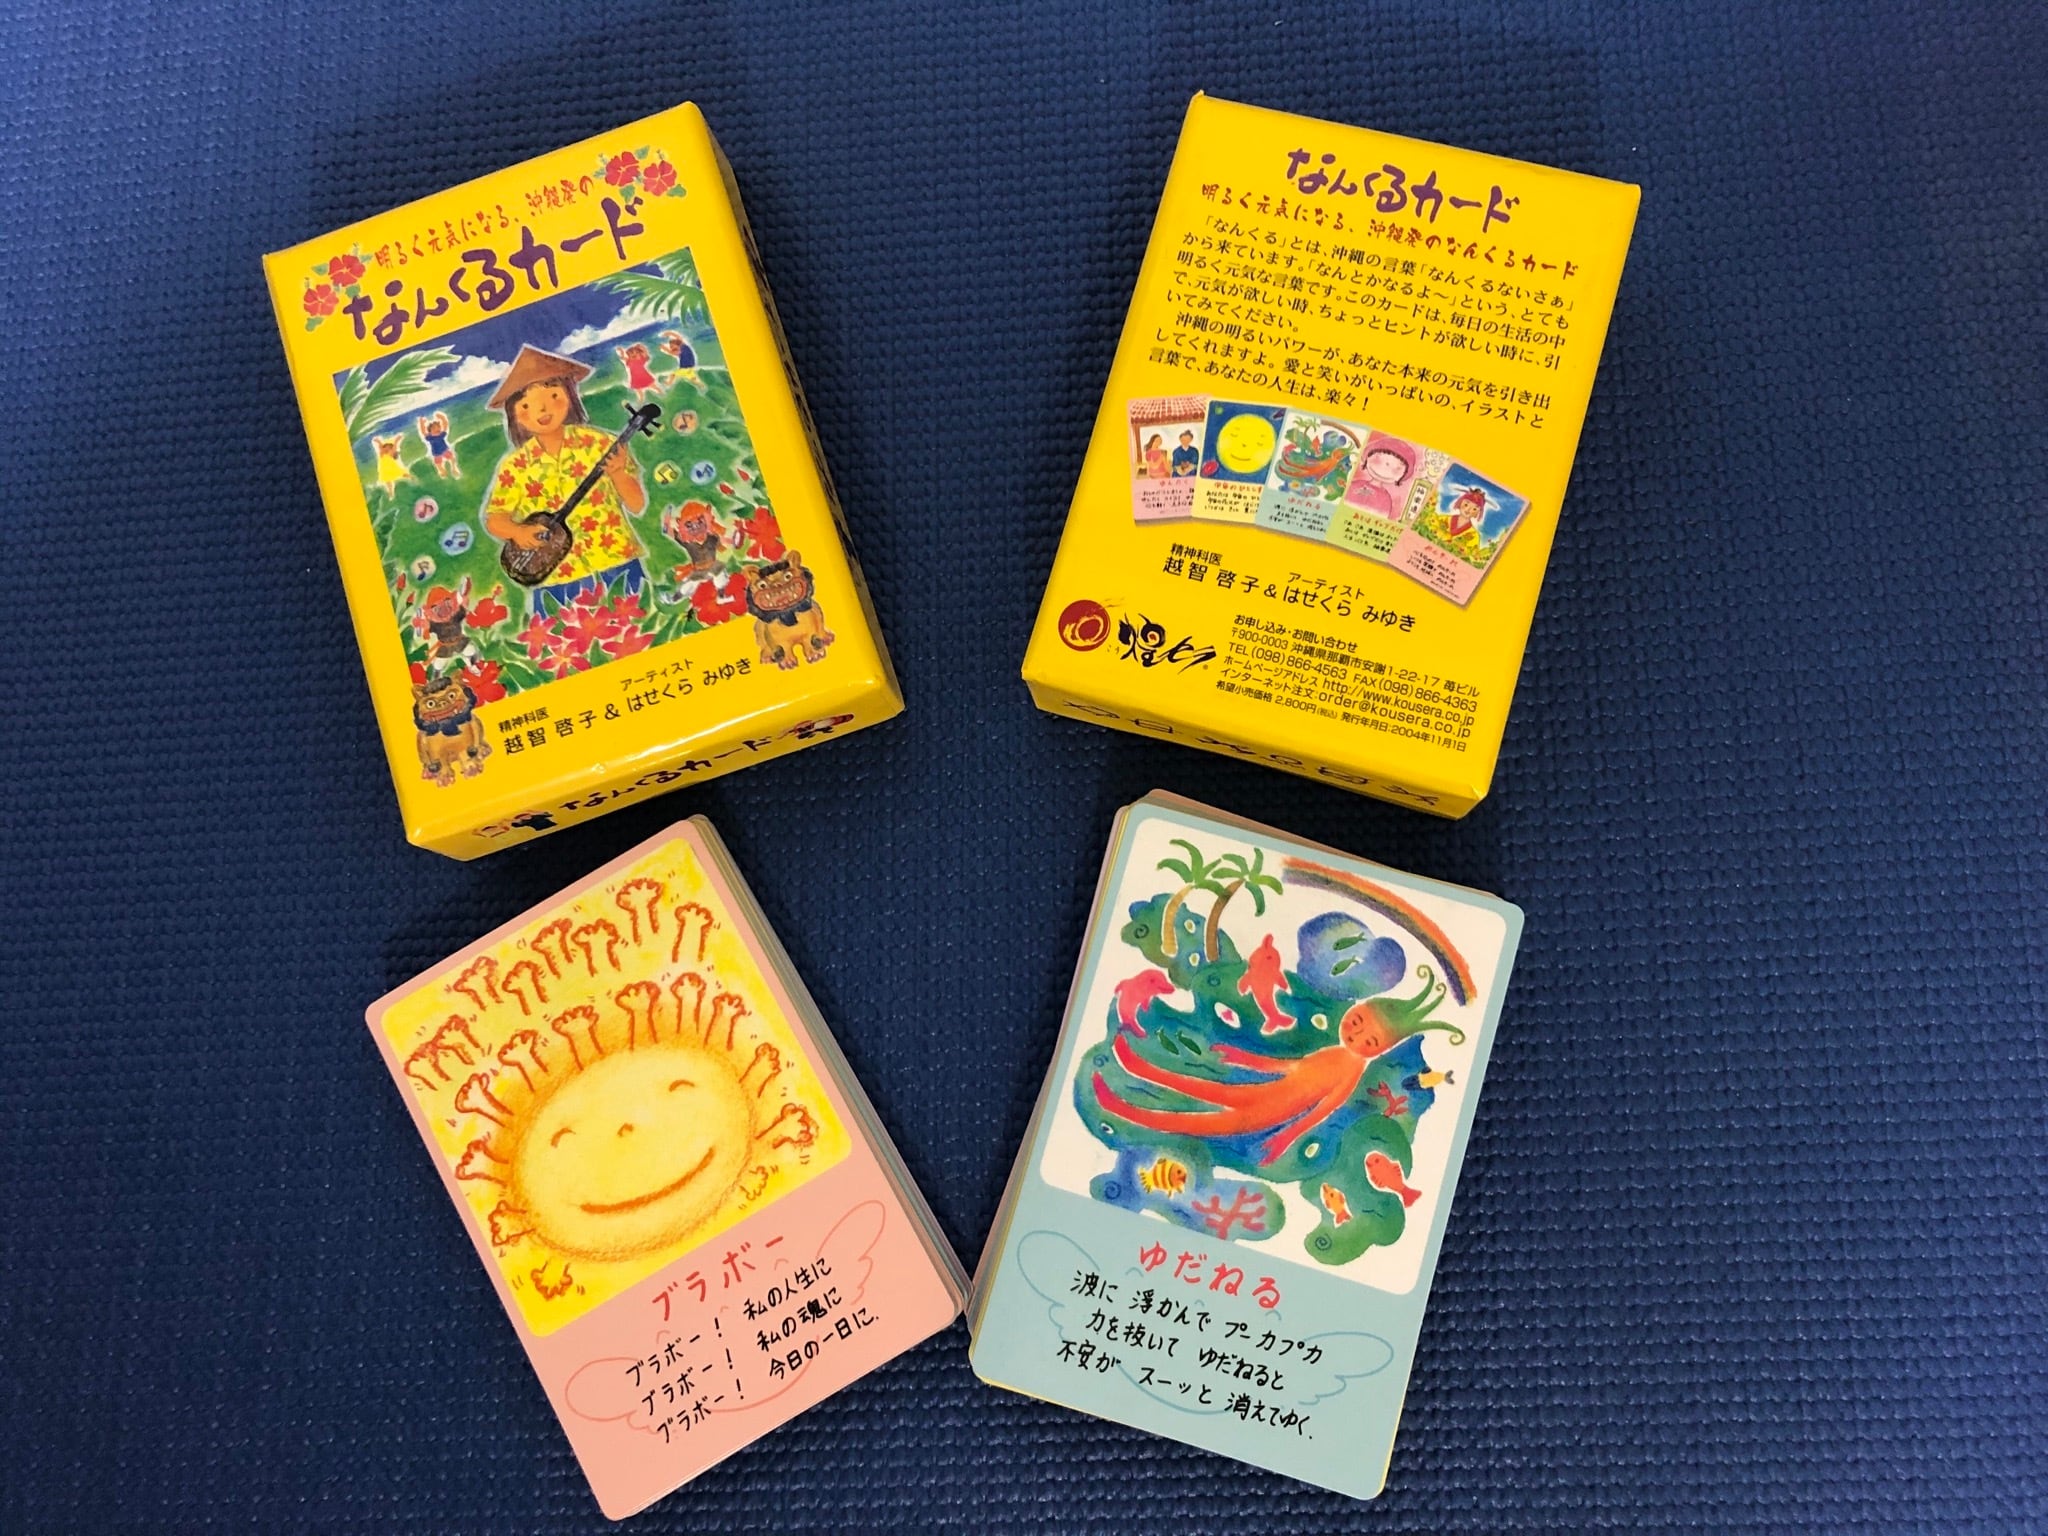 明るく元気になる、沖縄発の
なんくるカード
アーティスト
精神科医
越智 啓子 & はせくら みゆき
なんくるカード
なんくるカード
明るく元気になる、沖縄発のなんくるカード
「なんくる」とは、沖縄の言葉「なんくるないさぁ」
から来ています。「なんとかなるよ〜」という、とても
明るく元気な言葉です。このカードは、毎日の生活の中
で、元気が欲しい時、ちょっとヒントが欲しい時に、引
いてみてください。
沖縄の明るいパワーが、あなた本来の元気を引き出
してくれますよ。愛と笑いがいっぱいの、イラストと
言葉で、あなたの人生は、楽々!
ゆんたく
ゆだねる
精神科医
アーティスト
越智 啓子 & はせくら みゆき
こう
煌セラ®
お申し込み・お問い合わせ
〒900-0003 沖縄県那覇市安謝1-22-17 苺ビル
TEL(098)866-4563 FAX(098)866-4363
ホームページアドレス http://www.kousera.co.jp
インターネット注文:order@kousera.co.jp
希望小売価格 2,800円(税込) 発行年月日:2004年11月1日
ブラボー
ブラボー! 私の人生に
ブラボー! 私の魂に
ブラボー! 今日の一日に.
ゆだねる
波に 浮かんで プーカプカ
力を抜いて ゆだねると
不安が スーッと 消えてゆく.